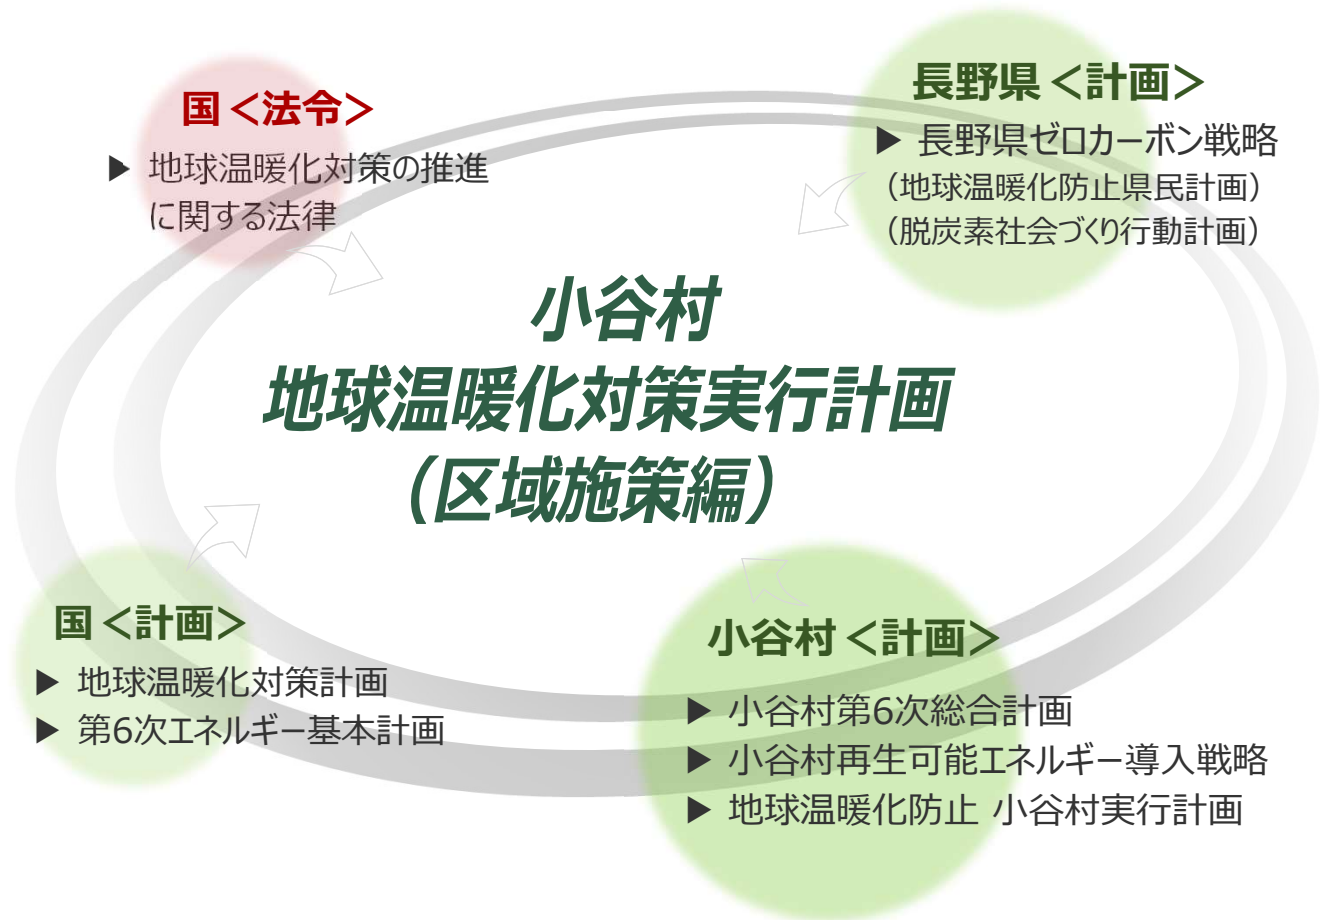 国＜法令＞
▶ 地球温暖化対策の推進
に関する法律
長野県＜計画＞
▶ 長野県ゼロカーボン戦略
（地球温暖化防止県民計画）
（脱炭素社会づくり行動計画）
小谷村
地球温暖化対策実行計画
（区域施策編）
国＜計画＞
▶ 地球温暖化対策計画
▶ 第6次エネルギー基本計画
小谷村＜計画＞
▶ 小谷村第6次総合計画
▶ 小谷村再生可能エネルギー導入戦略
▶ 地球温暖化防止 小谷村実行計画